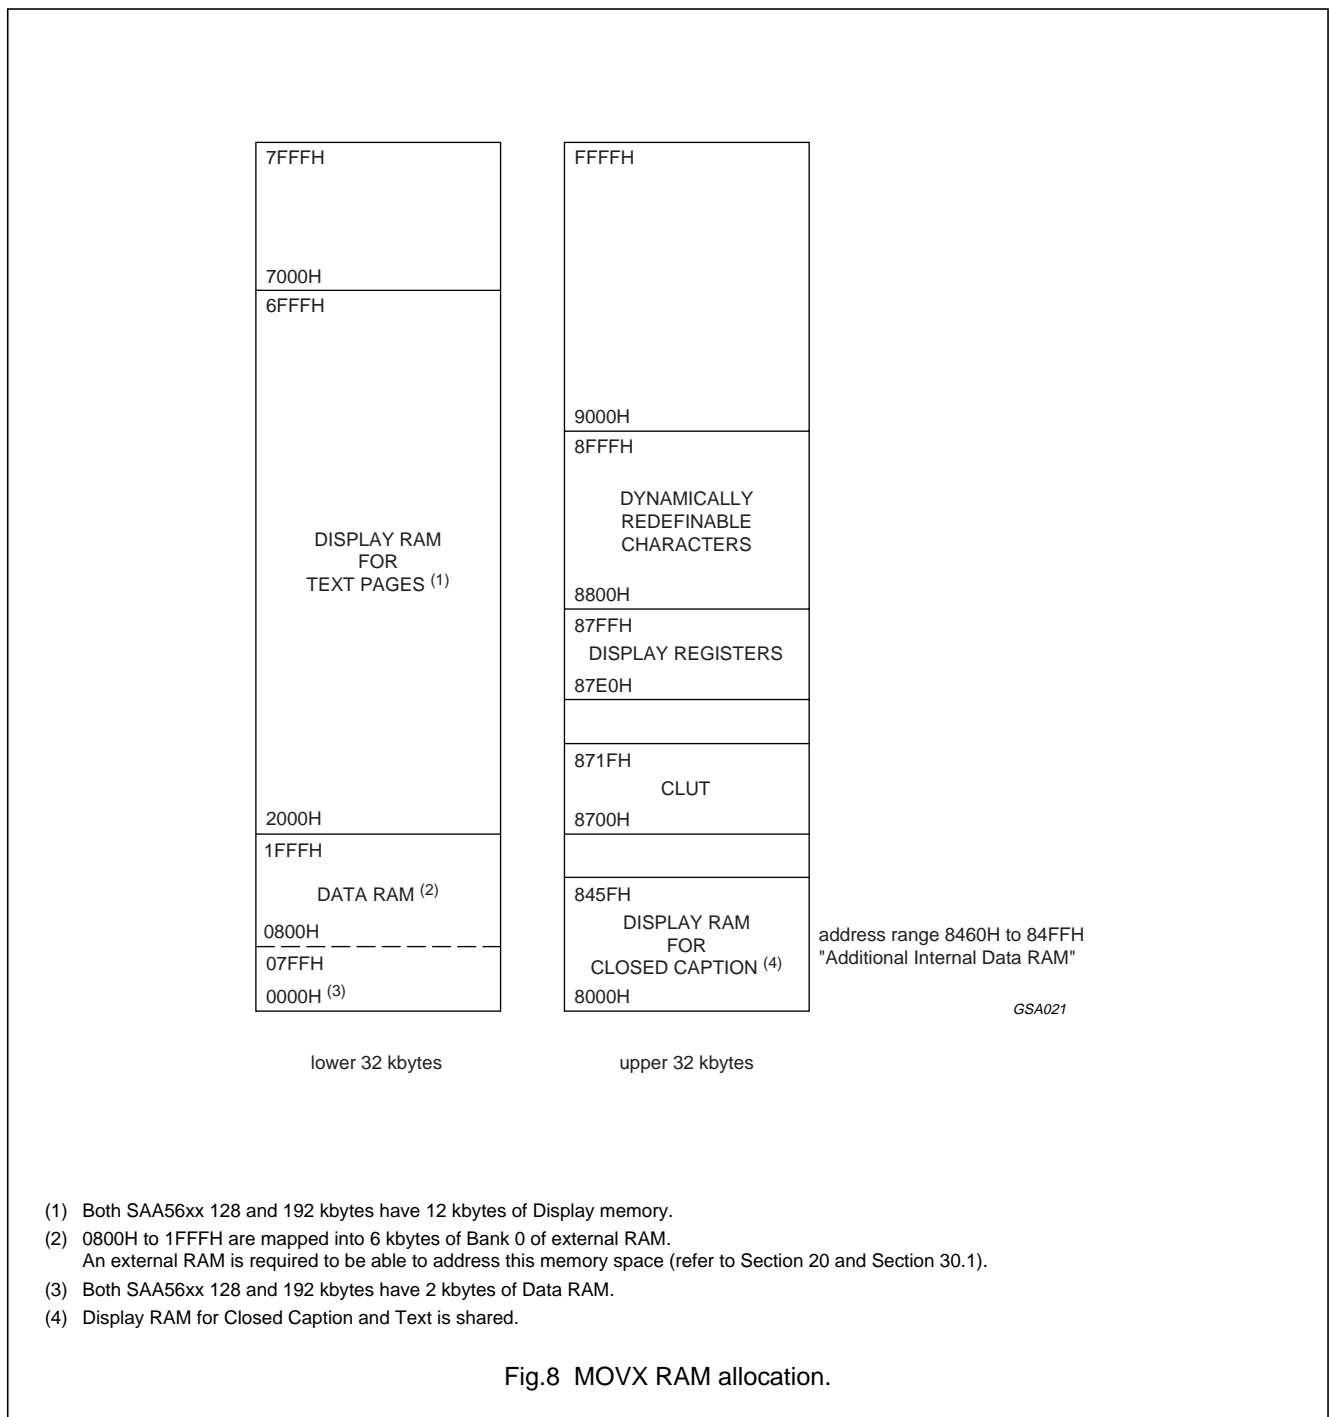 7FFFH
7000H
6FFFH
DISPLAY RAM
FOR
TEXT PAGES (1)
2000H
1FFFH
DATA RAM (2)
0800H
07FFH
0000H (3)
lower 32 kbytes
FFFFH
9000H
8FFFH
DYNAMICALLY
REDEFINABLE
CHARACTERS
8800H
87FFH
DISPLAY REGISTERS
87E0H
871FH
CLUT
8700H
845FH
DISPLAY RAM
FOR
CLOSED CAPTION (4)
8000H
upper 32 kbytes
address range 8460H to 84FFH
"Additional Internal Data RAM"
GSA021
(1) Both SAA56xx 128 and 192 kbytes have 12 kbytes of Display memory.
(2) 0800H to 1FFFH are mapped into 6 kbytes of Bank 0 of external RAM.
An external RAM is required to be able to address this memory space (refer to Section 20 and Section 30.1).
(3) Both SAA56xx 128 and 192 kbytes have 2 kbytes of Data RAM.
(4) Display RAM for Closed Caption and Text is shared.
Fig.8 MOVX RAM allocation.